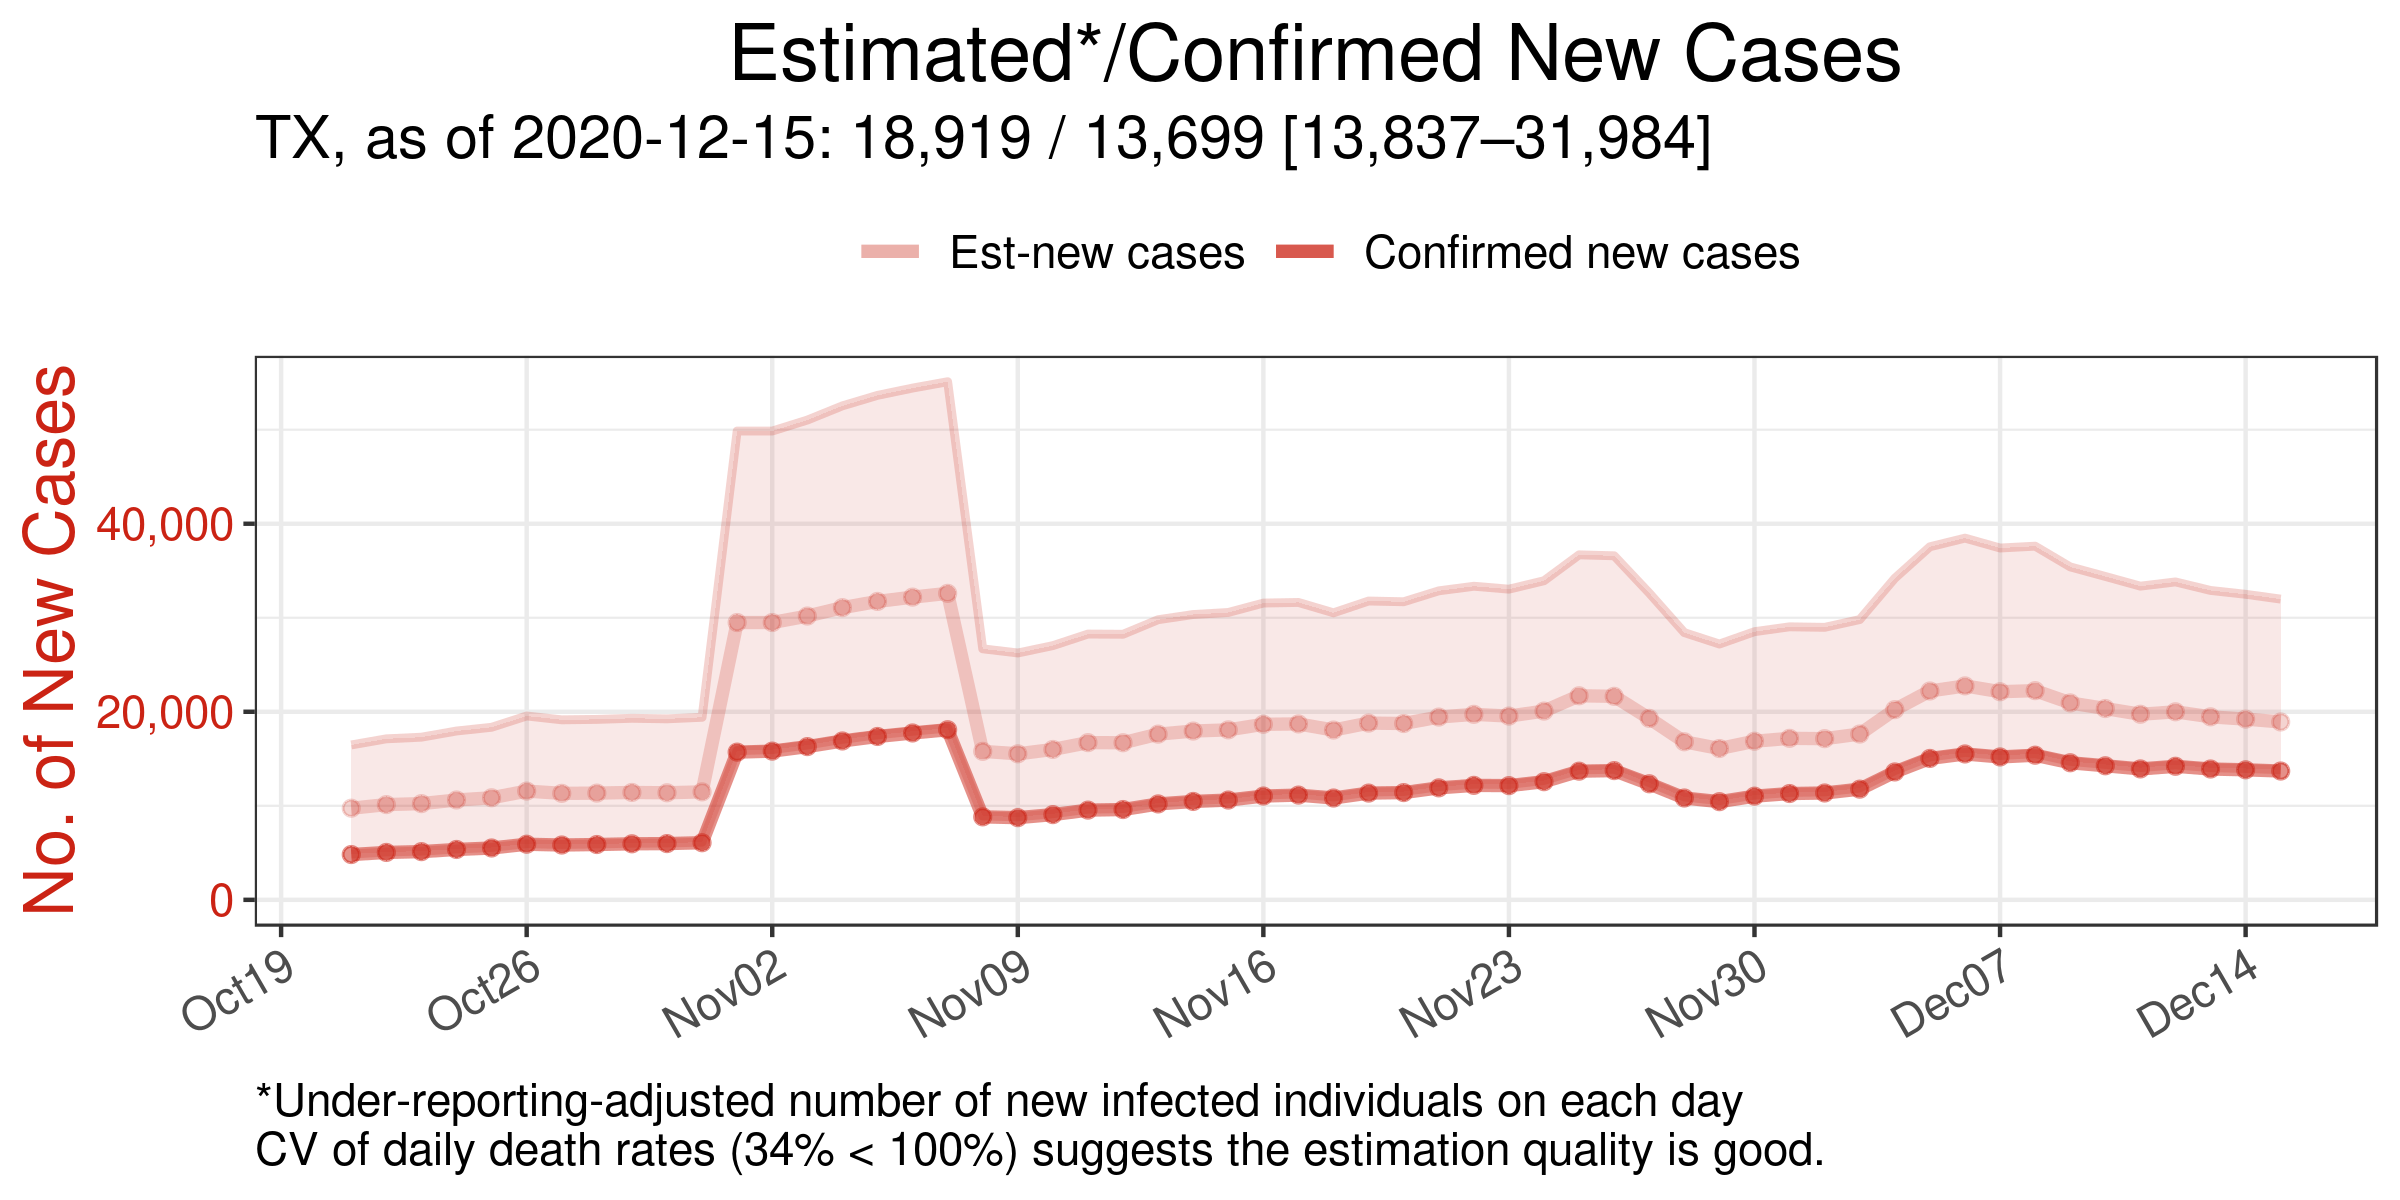 Estimated*/Confirmed New Cases
TX, as of 2020-12-15: 18,919 / 13,699 [13,837–31,984]
Est-new cases
Confirmed new cases
No. of New Cases
40,000
20,000
0
Oct19
Oct26
Nov02
Nov09
Nov16
Nov23
Nov30
Dec07
Dec14
*Under-reporting-adjusted number of new infected individuals on each day
CV of daily death rates (34% < 100%) suggests the estimation quality is good.